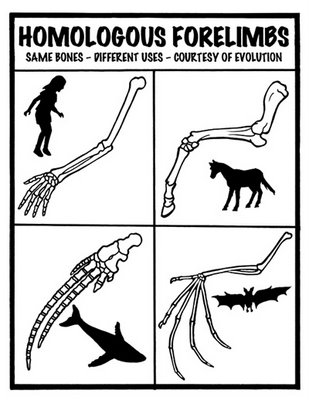 HOMOLOGOUS FORELIMBS
SAME BONES – DIFFERENT USES – COURTESY OF EVOLUTION